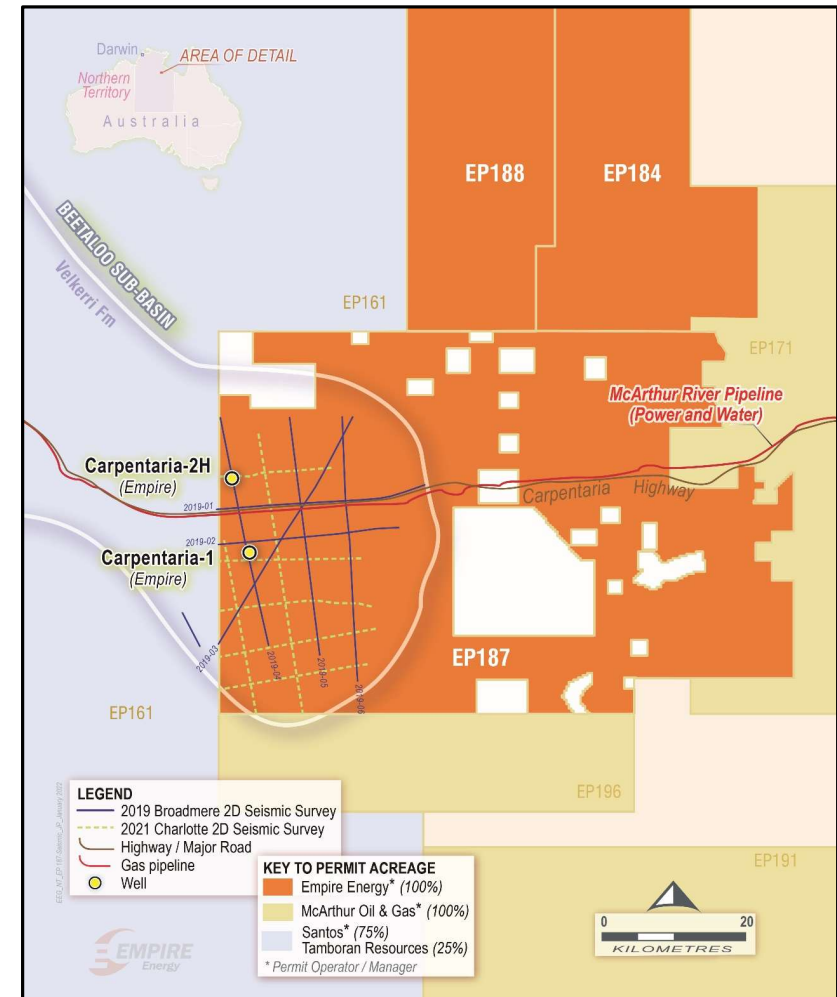 Darwin
AREA OF DETAIL
Northern
Territory
Australia
EP188
EP184
BEETALOO SUB-BASIN
Velkerri Fm
EP161
EP171
McArthur River Pipeline
(Power and Water)
Carpentaria-2H
(Empire)
Carpentaria Highway
2019-01
2019-02
Carpentaria-1
(Empire)
2019-03
2019-04
2019-05
2019-06
EP187
EP161
EP196
EP191
LEGEND
2019 Broadmere 2D Seismic Survey
2021 Charlotte 2D Seismic Survey
Highway / Major Road
Gas pipeline
Well
KEY TO PERMIT ACREAGE
Empire Energy* (100%)
McArthur Oil & Gas* (100%)
Santos* (75%)
Tamboran Resources (25%)
* Permit Operator / Manager
0 20
KILOMETRES
EMPIRE
Energy